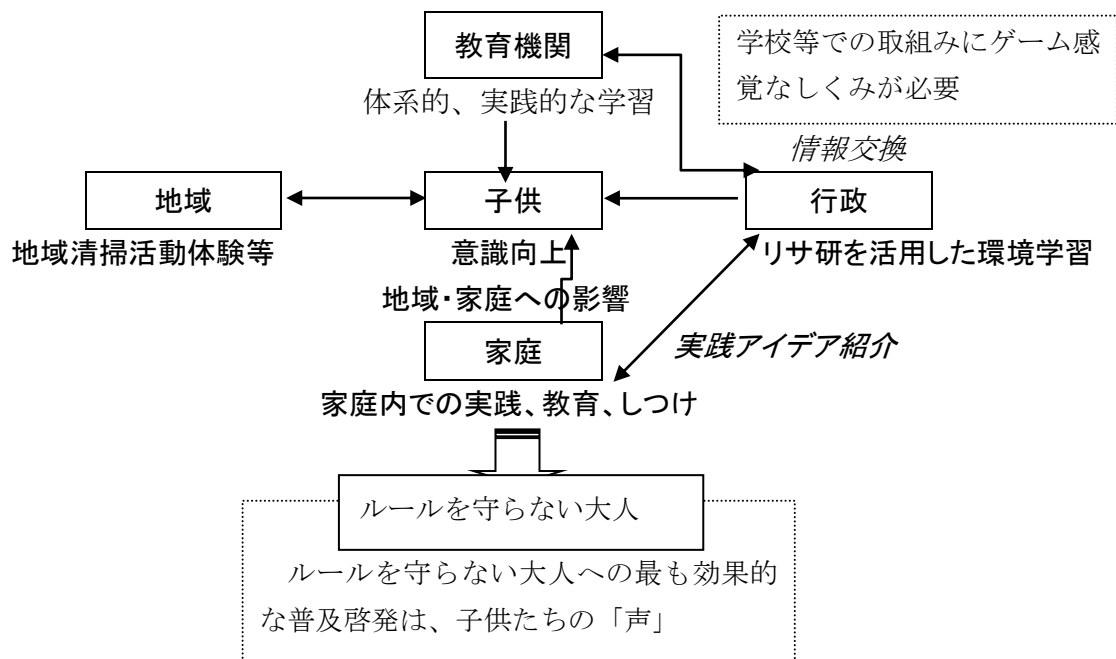 教育機関
学校等での取組みにゲーム感
覚なしくみが必要
体系的、実践的な学習
情報交換
地域
子供
行政
地域清掃活動体験等
意識向上
リサ研を活用した環境学習
地域・家庭への影響
家庭
実践アイデア紹介
家庭内での実践、教育、しつけ
ルールを守らない大人
ルールを守らない大人への最も効果的
な普及啓発は、子供たちの「声」